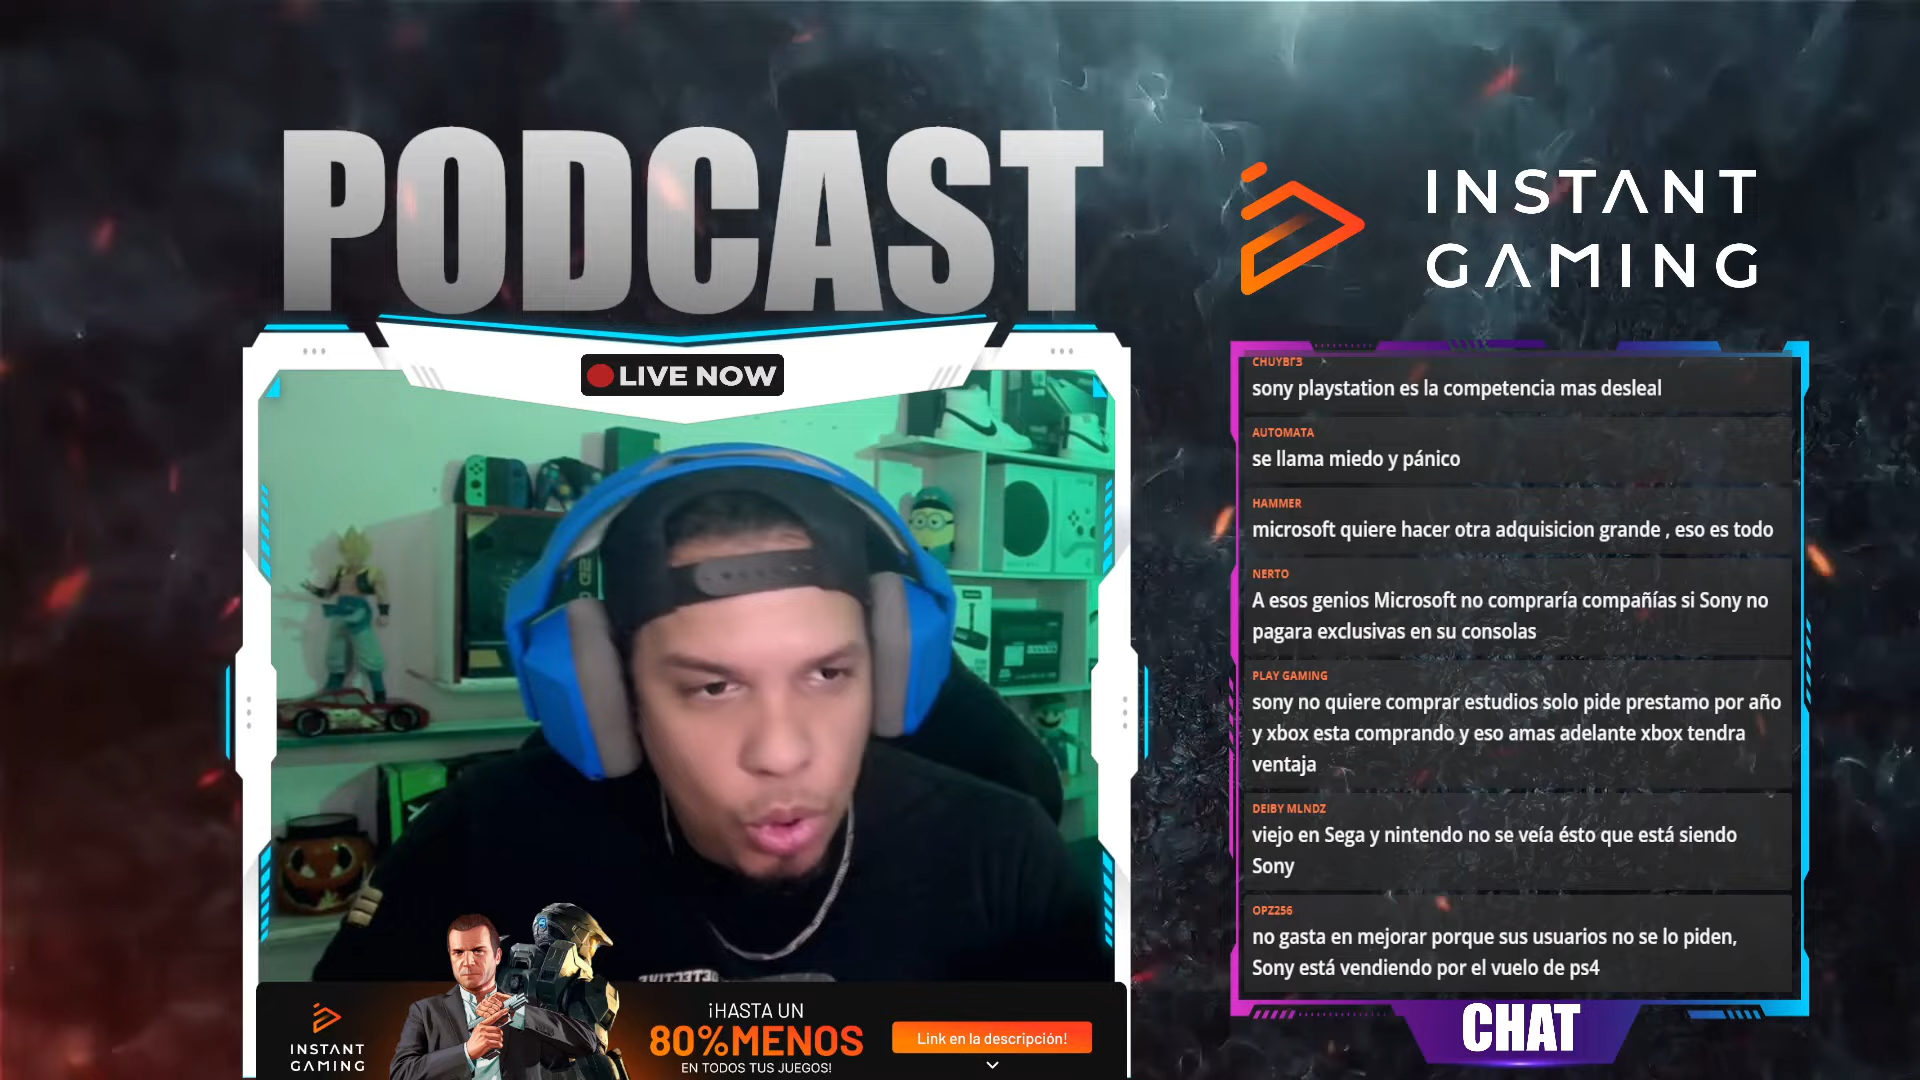 PODCAST
LIVE NOW
INSTANT
GAMING
CHUYBГЗ
sony playstation es la competencia mas desleal
AUTOMATA
se llama miedo y pánico
HAMMER
microsoft quiere hacer otra adquisicion grande , eso es todo
NERTO
A esos genios Microsoft no compraría compañías si Sony no
pagara exclusivas en su consolas
PLAY GAMING
sony no quiere comprar estudios solo pide prestamo por año
y xbox esta comprando y eso amas adelante xbox tendra
ventaja
DEIBY MLNDZ
viejo en Sega y nintendo no se veía ésto que está siendo
Sony
OPZ256
no gasta en mejorar porque sus usuarios no se lo piden,
Sony está vendiendo por el vuelo de ps4
CHAT
INSTANT
GAMING
¡HASTA UN
80%MENOS
EN TODOS TUS JUEGOS!
Link en la descripción!